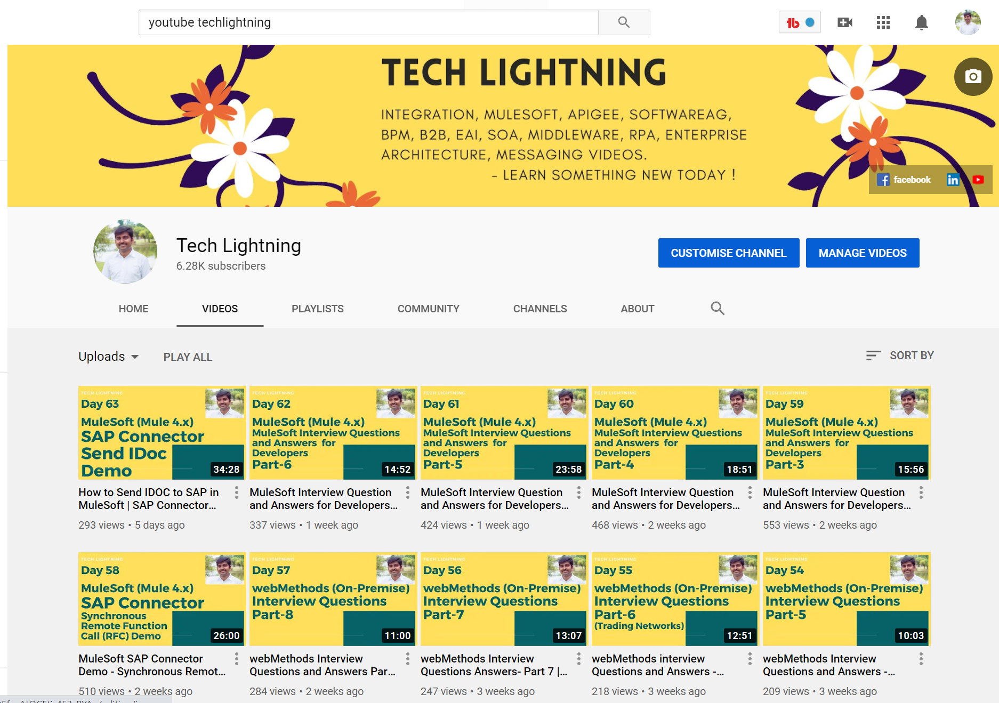 youtube techlightning
TECH LIGHTNING
INTEGRATION, MULESOFT, APIGEE, SOFTWAREAG,
BPM, B2B, EAI, SOA, MIDDLEWARE, RPA, ENTERPRISE
ARCHITECTURE, MESSAGING VIDEOS.
- LEARN SOMETHING NEW TODAY !
facebook
Tech Lightning
6.28K subscribers
CUSTOMISE CHANNEL
MANAGE VIDEOS
HOME VIDEOS PLAYLISTS COMMUNITY CHANNELS ABOUT
Uploads PLAY ALL SORT BY
TECH LIGHTNING
Day 63
MuleSoft (Mule 4.x)
SAP Connector
Send IDoc
Demo
34:28
How to Send IDOC to SAP in
MuleSoft | SAP Connector...
293 views • 5 days ago
TECH LIGHTNING
Day 62
MuleSoft (Mule 4.x)
MuleSoft Interview Questions
and Answers for
Developers
Part-6
14:52
MuleSoft Interview Question
and Answers for Developers...
337 views • 1 week ago
TECH LIGHTNING
Day 61
MuleSoft (Mule 4.x)
MuleSoft Interview Questions
and Answers for
Developers
Part-5
23:58
MuleSoft Interview Question
and Answers for Developers...
424 views • 1 week ago
TECH LIGHTNING
Day 60
MuleSoft (Mule 4.x)
MuleSoft Interview Questions
and Answers for
Developers
Part-4
18:51
MuleSoft Interview Question
and Answers for Developers...
468 views • 2 weeks ago
TECH LIGHTNING
Day 59
MuleSoft (Mule 4.x)
MuleSoft Interview Questions
and Answers for
Developers
Part-3
15:56
MuleSoft Interview Question
and Answers for Developers...
553 views • 2 weeks ago
TECH LIGHTNING
Day 58
MuleSoft (Mule 4.x)
SAP Connector
Synchronous
Remote Function
Call (RFC) Demo
26:00
MuleSoft SAP Connector
Demo - Synchronous Remot...
510 views • 2 weeks ago
TECH LIGHTNING
Day 57
webMethods (On-Premise)
Interview Questions
Part-8
11:00
webMethods Interview
Questions and Answers Par...
284 views • 2 weeks ago
TECH LIGHTNING
Day 56
webMethods (On-Premise)
Interview Questions
Part-7
13:07
webMethods Interview
Questions Answers- Part 7 |...
247 views • 3 weeks ago
TECH LIGHTNING
Day 55
webMethods (On-Premise)
Interview Questions
Part-6
(Trading Networks)
12:51
webMethods interview
Questions and Answers -...
218 views • 3 weeks ago
TECH LIGHTNING
Day 54
webMethods (On-Premise)
Interview Questions
Part-5
10:03
webMethods Interview
Questions and Answers -...
209 views • 3 weeks ago